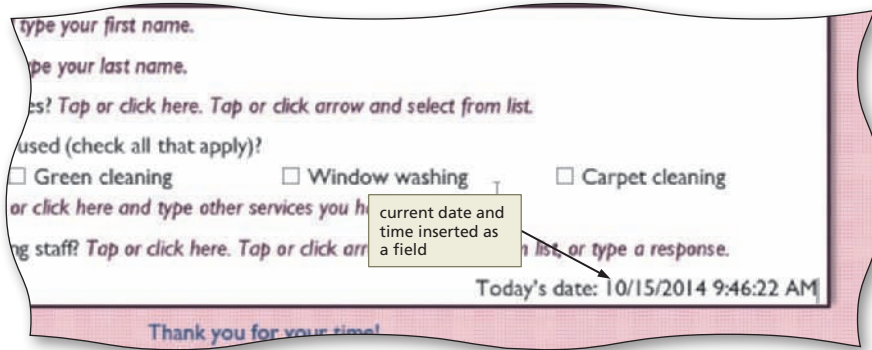 type your first name.
type your last name.
es? Tap or click here. Tap or click arrow and select from list.
used (check all that apply)?
☐ Green cleaning ☐ Window washing ☐ Carpet cleaning
or click here and type other services you h
current date and
time inserted as
a field
ng staff? Tap or click here. Tap or click arr n list, or type a response.
Today's date: 10/15/2014 9:46:22 AM
Thank you for your time!